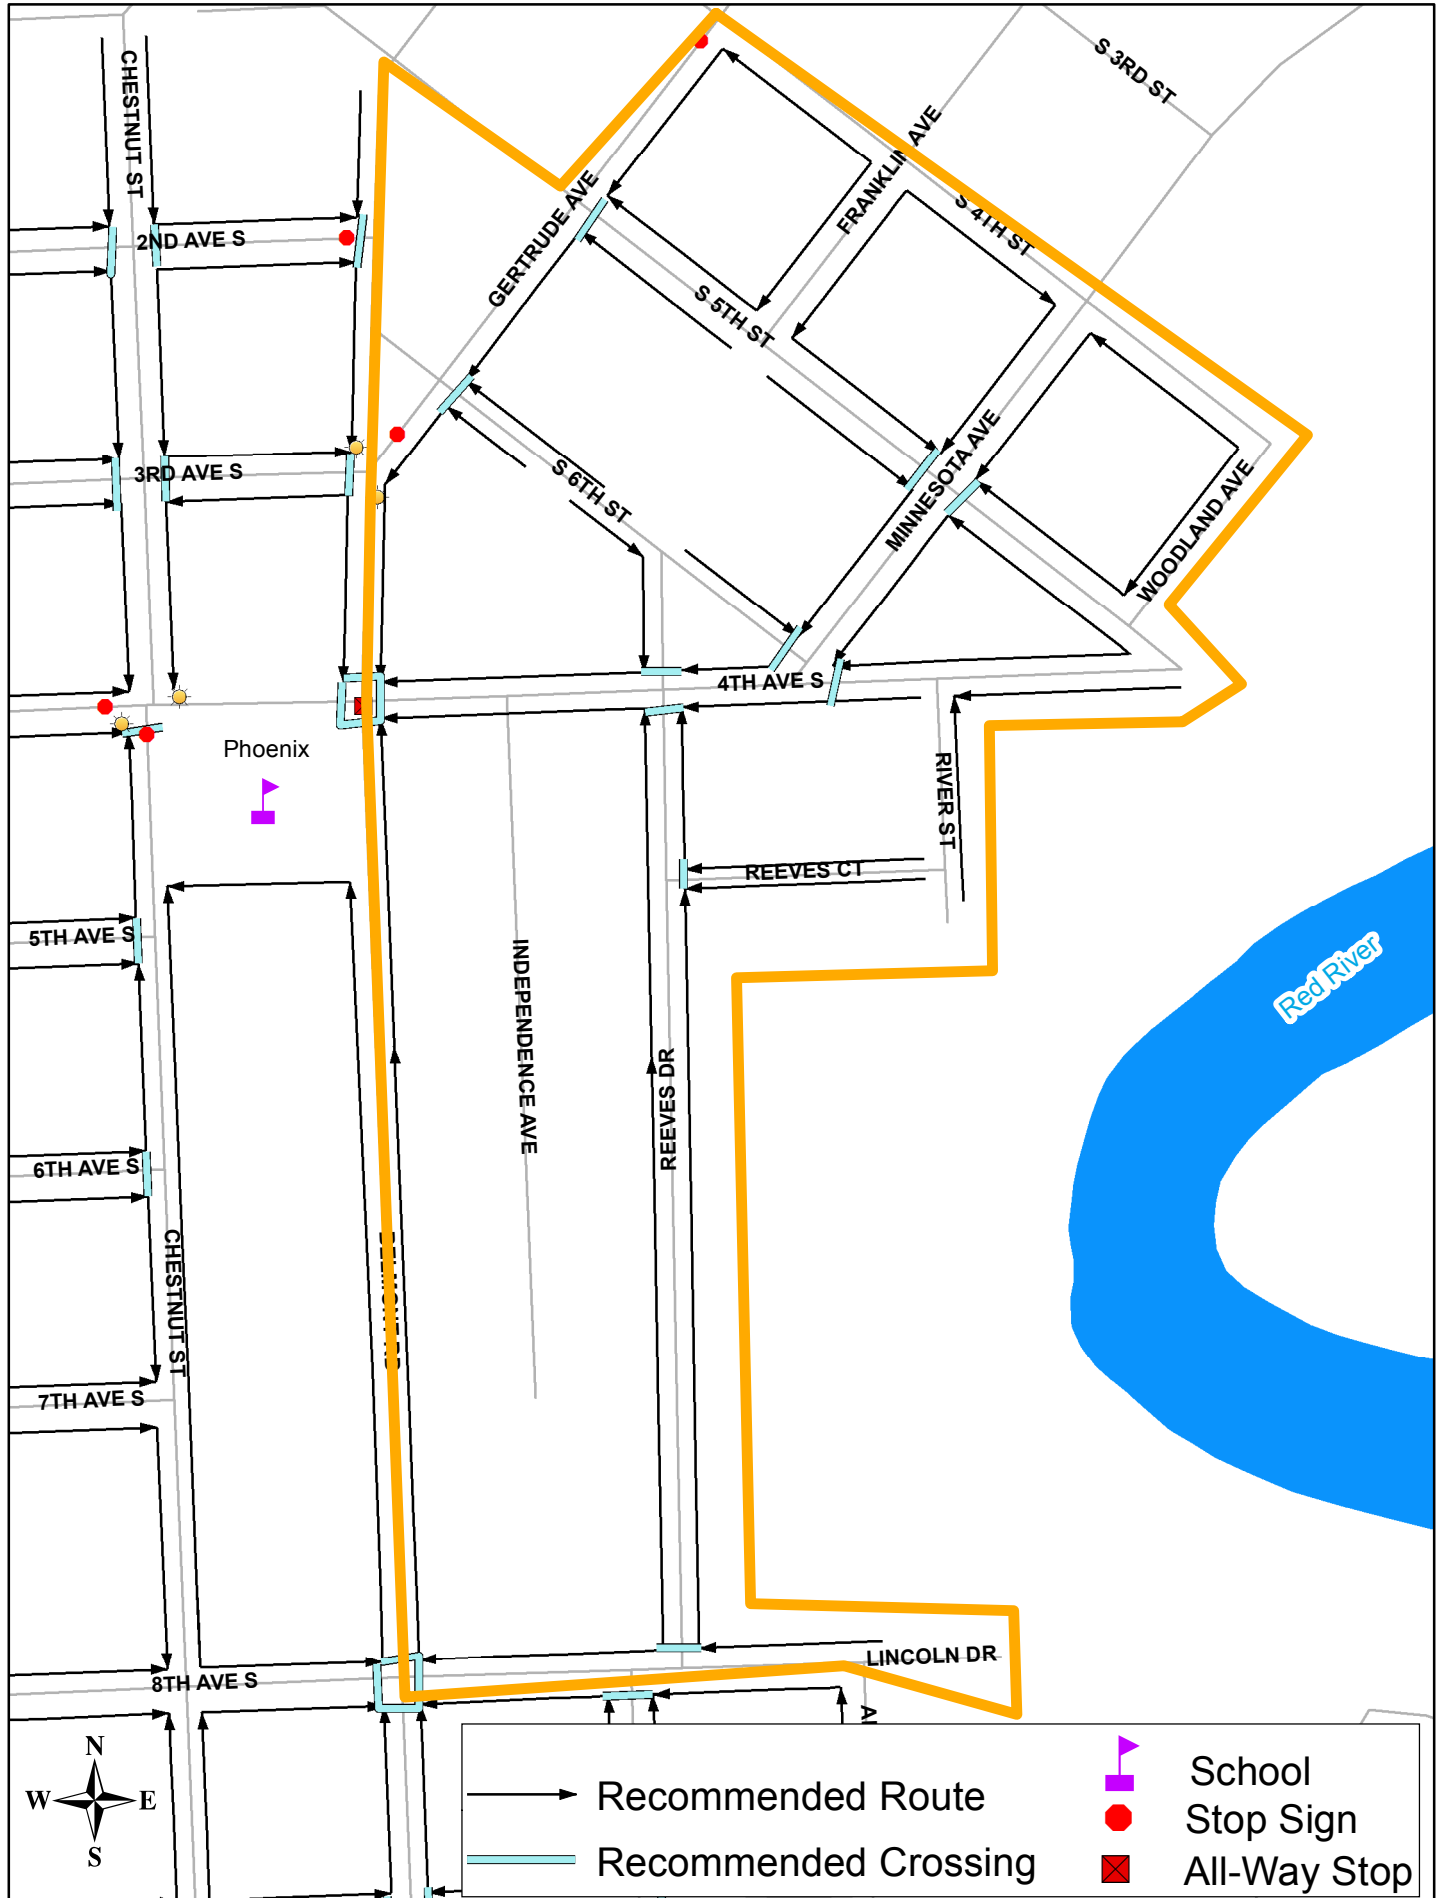 S 3RD ST
CHESTNUT ST
FRANKLIN AVE
GERTRUDE AVE
S 4TH ST
2ND AVE S
S 5TH ST
3RD AVE S
S 6TH ST
MINNESOTA AVE
WOODLAND AVE
4TH AVE S
Phoenix
RIVER ST
REEVES CT
5TH AVE S
INDEPENDENCE AVE
Red River
REEVES DR
6TH AVE S
CHESTNUT ST
BELMONT RD
7TH AVE S
LINCOLN DR
8TH AVE S
N
W E
S
Recommended Route
Recommended Crossing
School
Stop Sign
All-Way Stop